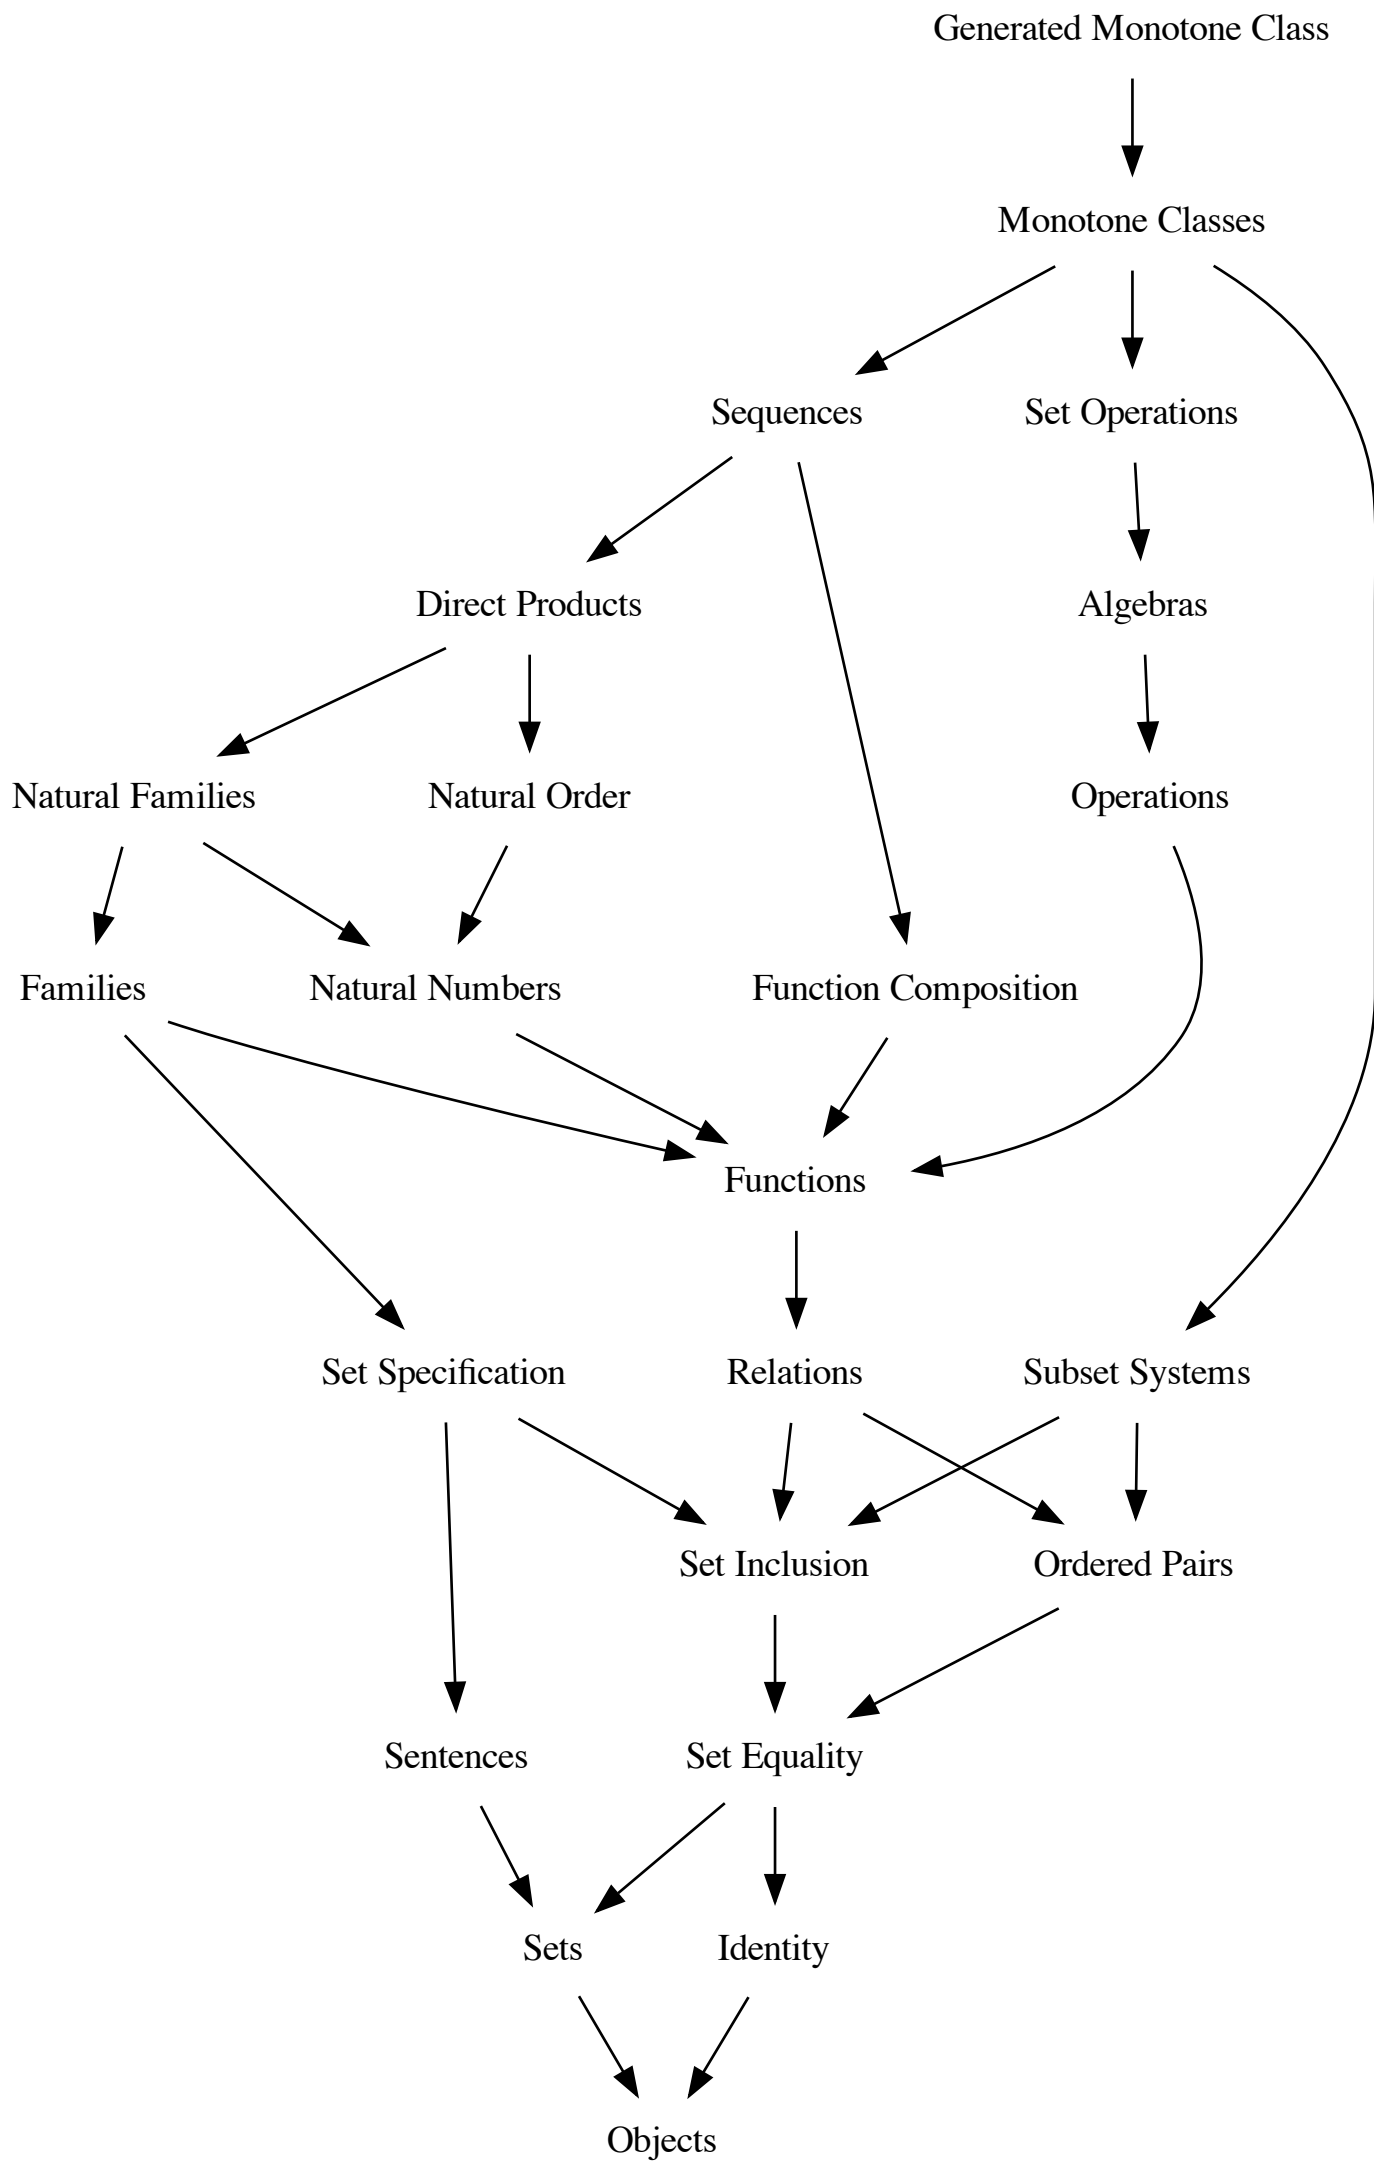 Generated Monotone Class
Monotone Classes
Sequences
Set Operations
Direct Products
Algebras
Natural Families
Natural Order
Operations
Families
Natural Numbers
Function Composition
Functions
Set Specification
Relations
Subset Systems
Set Inclusion
Ordered Pairs
Sentences
Set Equality
Sets
Identity
Objects